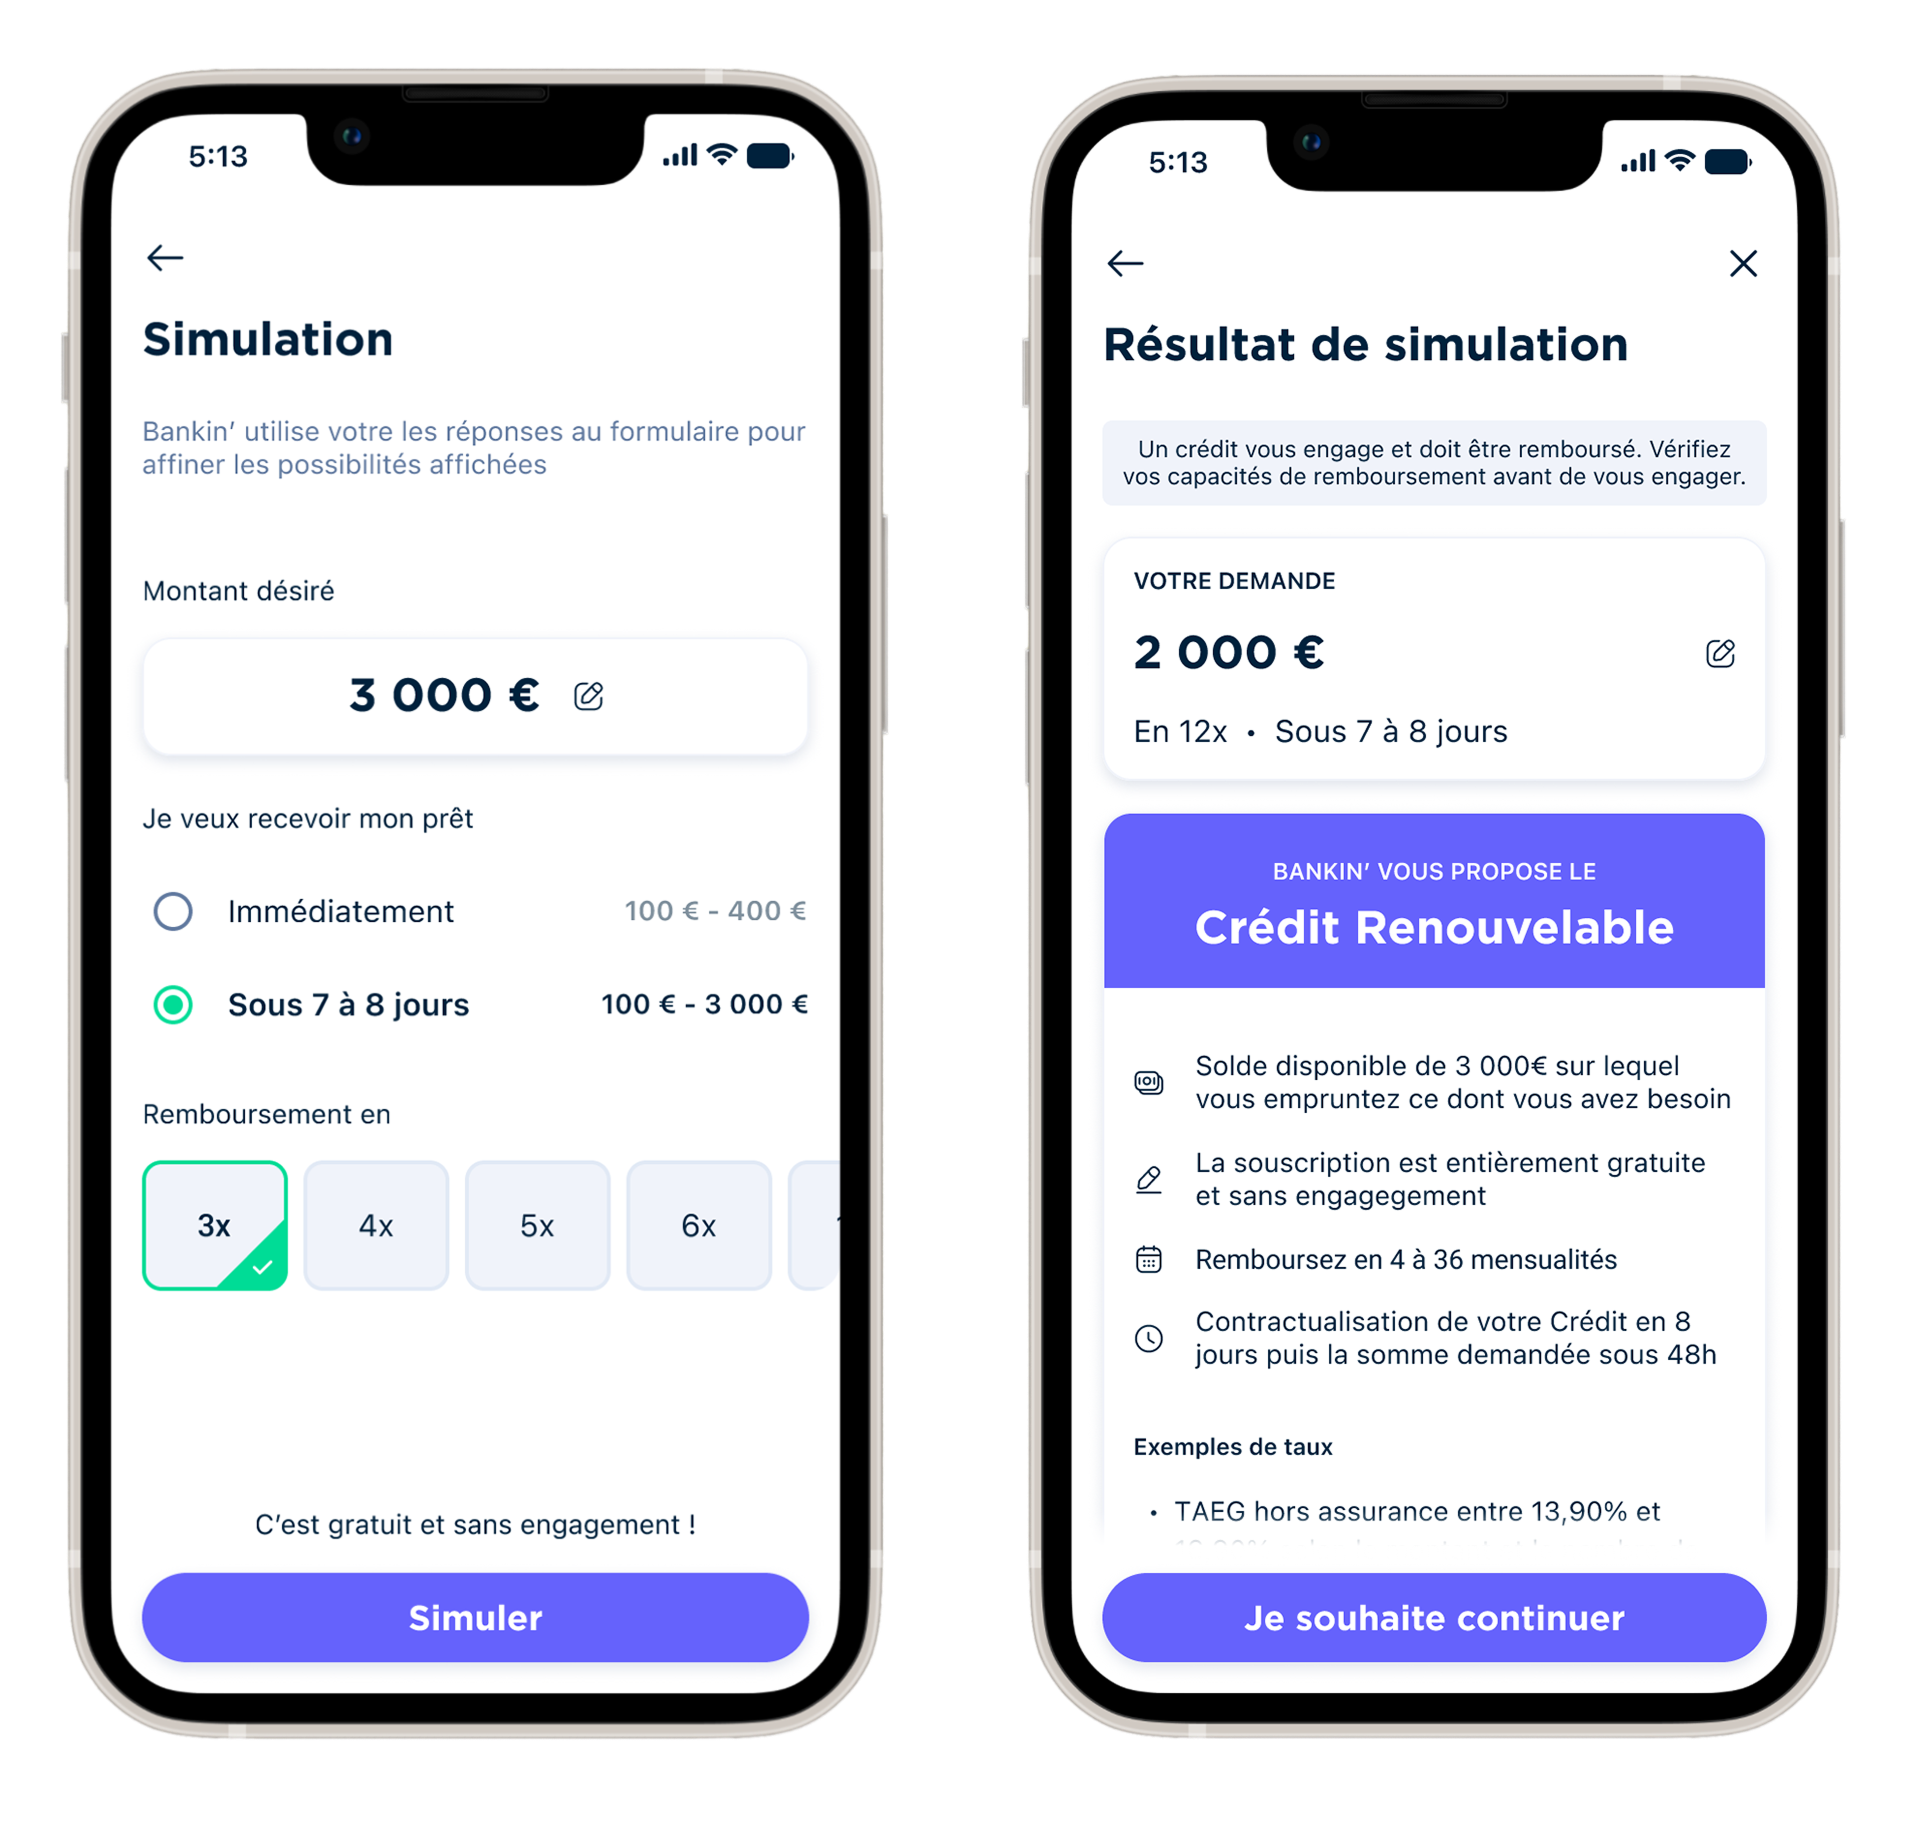 5:13
Simulation
Bankin’ utilise votre les réponses au formulaire pour
affiner les possibilités affichées
Montant désiré
3 000 €
Je veux recevoir mon prêt
Immédiatement 100 € - 400 €
Sous 7 à 8 jours 100 € - 3 000 €
Remboursement en
3x 4x 5x 6x
C’est gratuit et sans engagement !
Simuler
5:13
Résultat de simulation
Un crédit vous engage et doit être remboursé. Vérifiez
vos capacités de remboursement avant de vous engager.
VOTRE DEMANDE
2 000 €
En 12x • Sous 7 à 8 jours
BANKIN’ VOUS PROPOSE LE
Crédit Renouvelable
Solde disponible de 3 000€ sur lequel
vous empruntez ce dont vous avez besoin
La souscription est entièrement gratuite
et sans engagegement
Remboursez en 4 à 36 mensualités
Contractualisation de votre Crédit en 8
jours puis la somme demandée sous 48h
Exemples de taux
• TAEG hors assurance entre 13,90% et
Je souhaite continuer